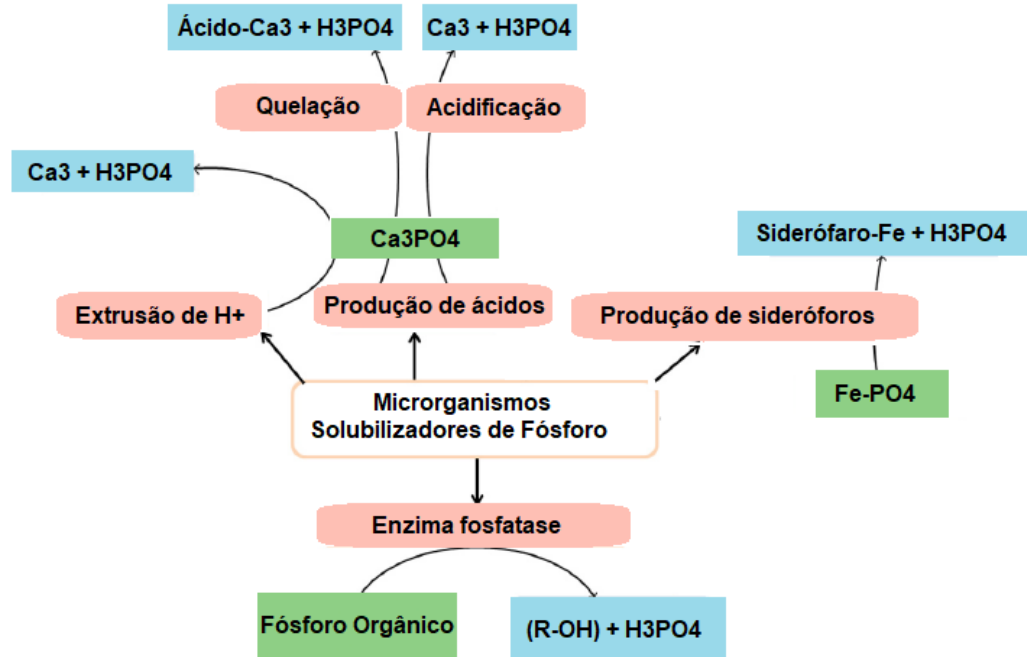 Ácido-Ca3 + H3PO4
Ca3 + H3PO4
Quelação
Acidificação
Ca3 + H3PO4
Ca3PO4
Siderófaro-Fe + H3PO4
Extrusão de H+
Produção de ácidos
Produção de sideróforos
Fe-PO4
Microrganismos
Solubilizadores de Fósforo
Enzima fosfatase
Fósforo Orgânico
(R-OH) + H3PO4